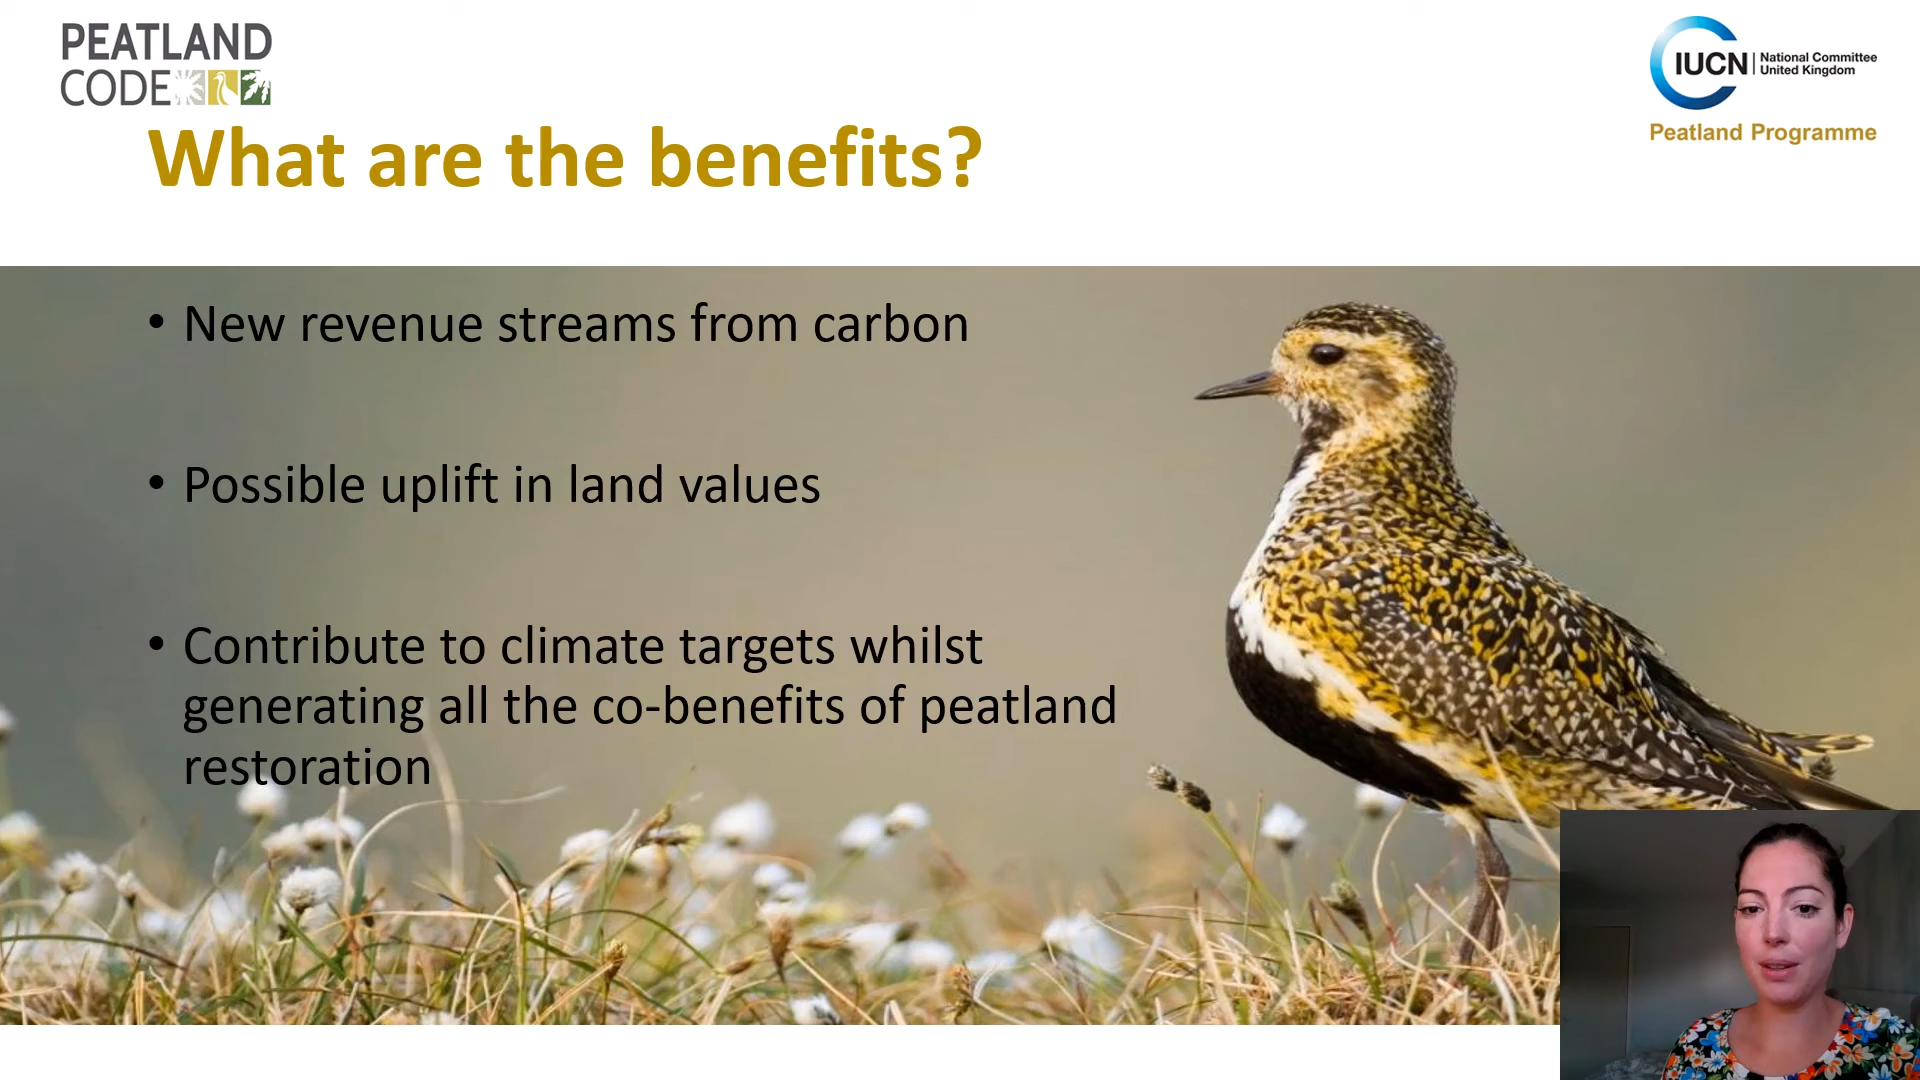 PEATLAND
CODE
IUCN
National Committee
United Kingdom
Peatland Programme
What are the benefits?
• New revenue streams from carbon
• Possible uplift in land values
• Contribute to climate targets whilst
generating all the co-benefits of peatland
restoration